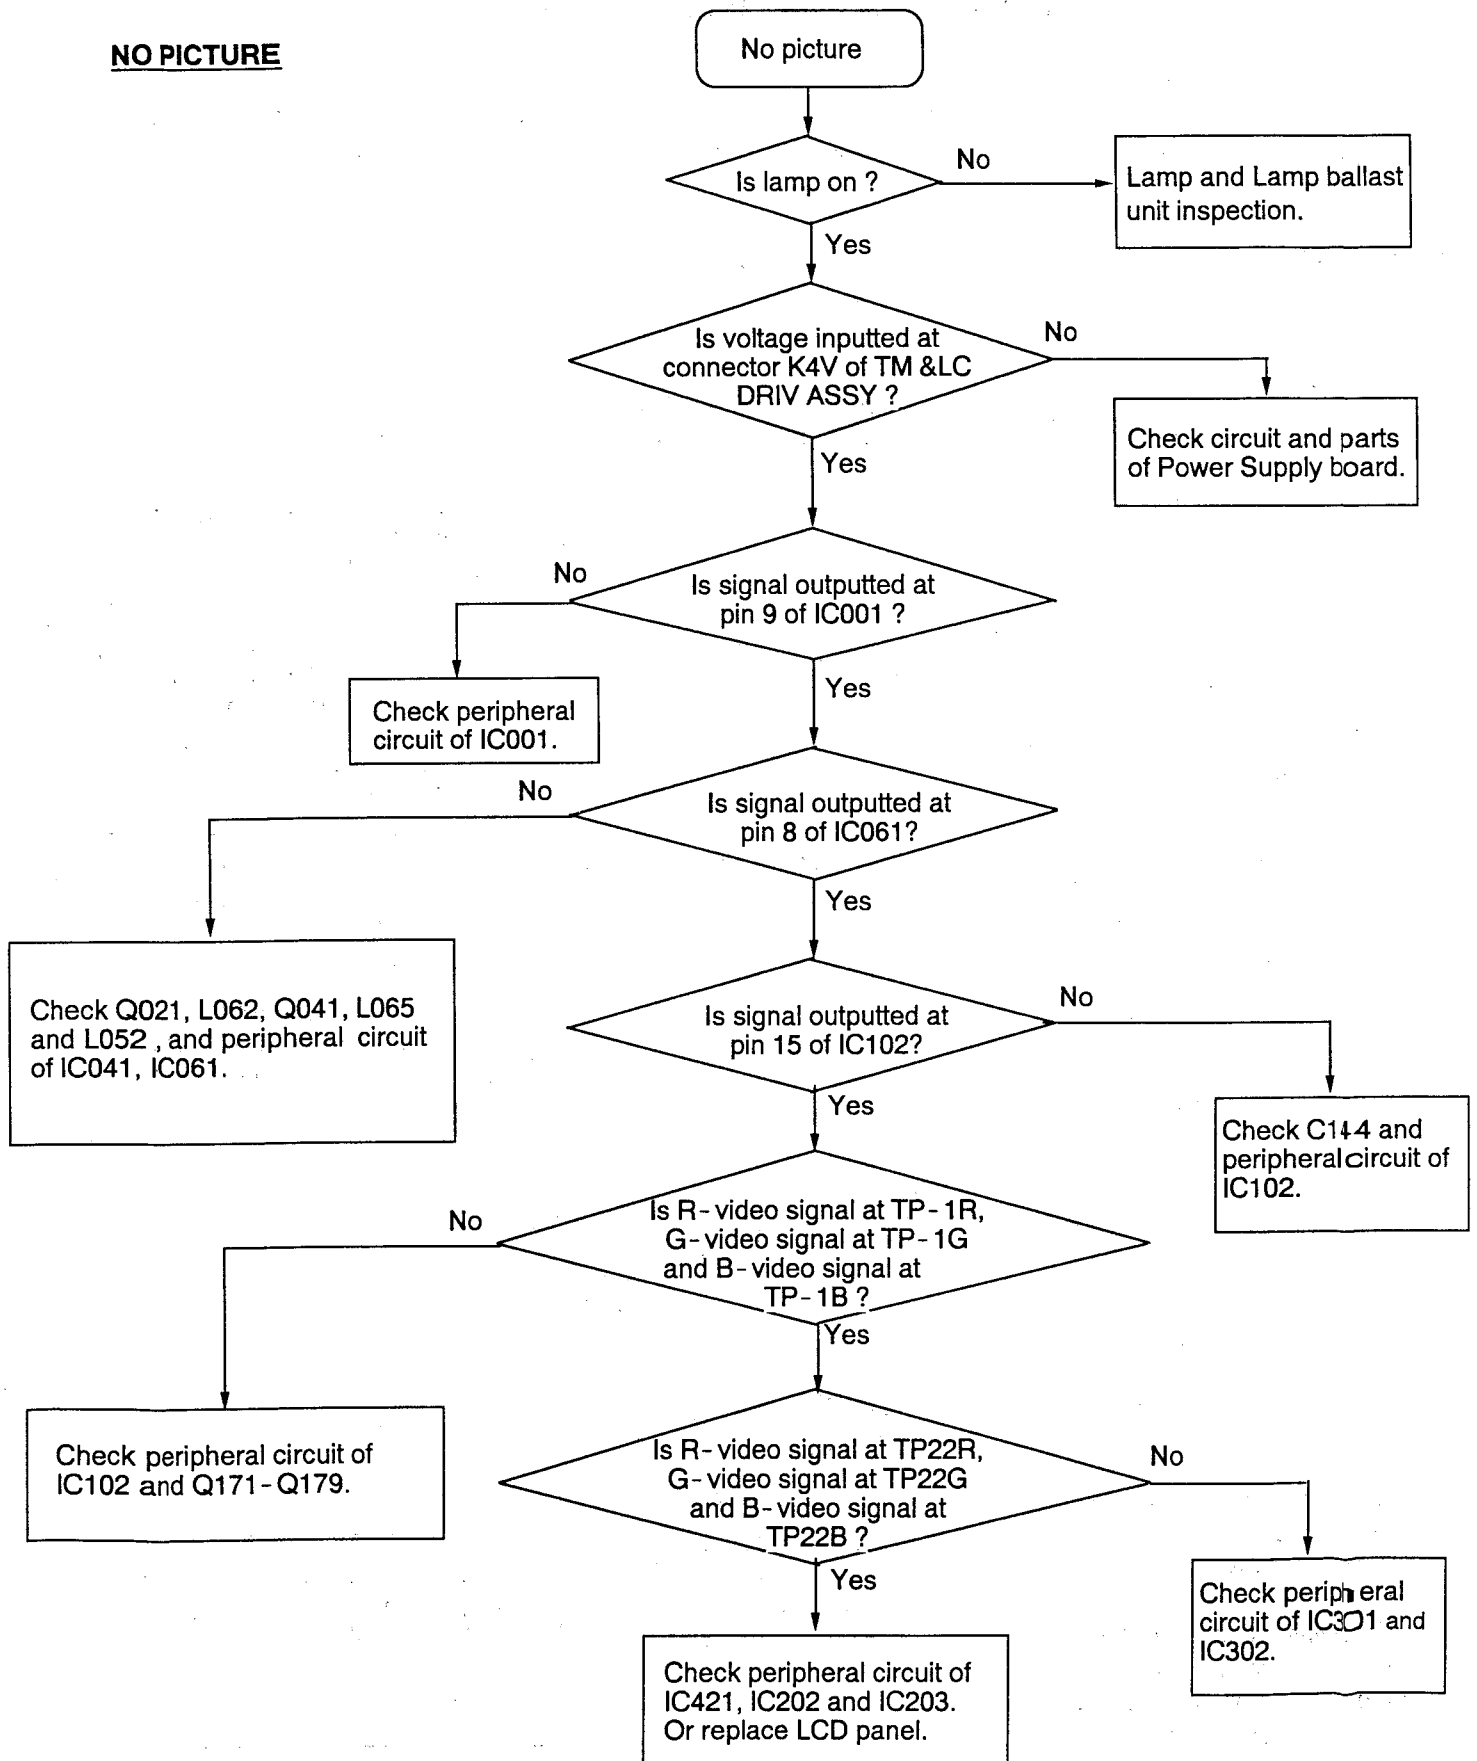 NO PICTURE
No picture
Is lamp on ?
No
Lamp and Lamp ballast
unit inspection.
Yes
Is voltage inputted at
connector K4V of TM &LC
DRIV ASSY ?
No
Check circuit and parts
of Power Supply board.
Yes
Is signal outputted at
pin 9 of IC001 ?
No
Check peripheral
circuit of IC001.
Yes
Is signal outputted at
pin 8 of IC061?
No
Check Q021, L062, Q041, L065
and L052 , and peripheral circuit
of IC041, IC061.
Yes
Is signal outputted at
pin 15 of IC102?
No
Check and
peripheral circuit of
IC102.
Yes
Is R-video signal at TP-1R,
G-video signal at TP-1G
and B-video signal at
TP-1B ?
No
Check peripheral circuit of
IC102 and Q171-Q179.
Yes
Is R-video signal at TP22R,
G-video signal at TP22G
and B-video signal at
TP22B ?
No
Check peripheral
circuit of IC301 and
IC302.
Yes
Check peripheral circuit of
IC421, IC202 and IC203.
Or replace LCD panel.